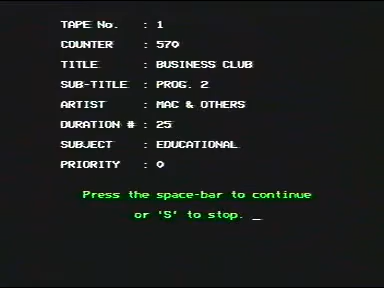 TAPE No. : 1
COUNTER : 570
TITLE : BUSINESS CLUB
SUB-TITLE : PROG. 2
ARTIST : MAC & OTHERS
DURATION # : 25
SUBJECT : EDUCATIONAL
PRIORITY : 0
Press the space-bar to continue
or 'S' to stop. _